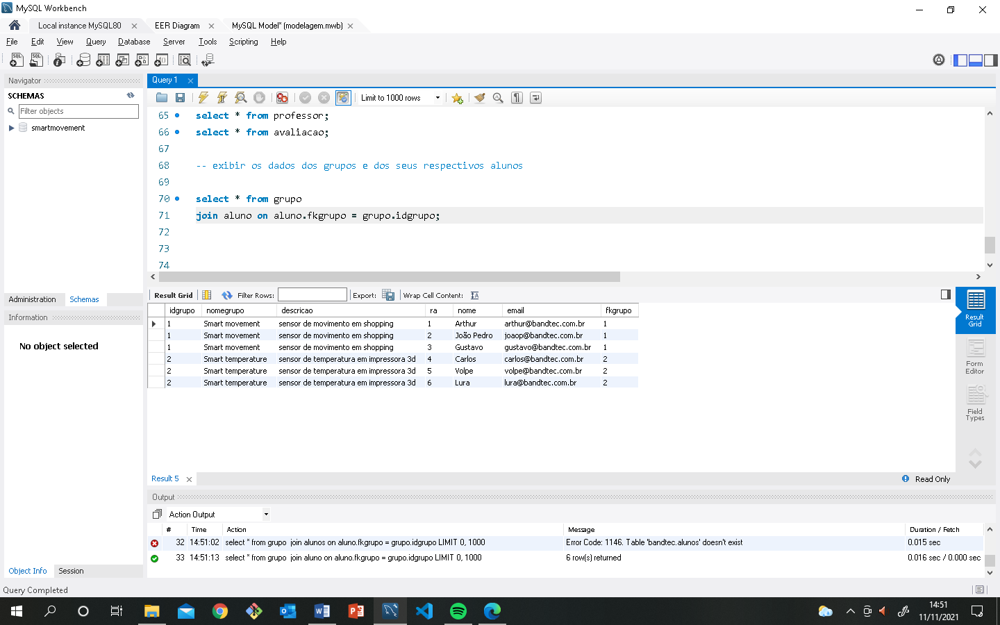 MySQL Workbench
Local instance MySQL80
EER Diagram
MySQL Model* (modelagem.mwb)
File Edit View Query Database Server Tools Scripting Help
Navigator
Query 1
SCHEMAS
Limit to 1000 rows
Filter objects
smartmovement
65 select * from professor;
66 select * from avaliacao;
67
68 -- exibir os dados dos grupos e dos seus respectivos alunos
69
70 select * from grupo
71 join aluno on aluno.fkgrupo = grupo.idgrupo;
72
73
74
Administration Schemas
Information
No object selected
Result Grid Filter Rows: Export: Wrap Cell Content:
idgrupo nomegrupo descricao ra nome email fkgrupo
1 Smart movement sensor de movimento em shopping 1 Arthur arthur@bandtec.com.br 1
1 Smart movement sensor de movimento em shopping 2 João Pedro joaop@bandtec.com.br 1
1 Smart movement sensor de movimento em shopping 3 Gustavo gustavo@bandtec.com.br 1
2 Smart temperature sensor de temperatura em impressora 3d 4 Carlos carlos@bandtec.com.br 2
2 Smart temperature sensor de temperatura em impressora 3d 5 Volpe volpe@bandtec.com.br 2
2 Smart temperature sensor de temperatura em impressora 3d 6 Lura lura@bandtec.com.br 2
Result Grid
Form Editor
Field Types
Result 5
Read Only
Output
Action Output
# Time Action Message Duration / Fetch
32 14:51:02 select * from grupo join alunos on aluno.fkgrupo = grupo.idgrupo LIMIT 0, 1000 Error Code: 1146. Table 'bandtec.alunos' doesn't exist 0.015 sec
33 14:51:13 select * from grupo join aluno on aluno.fkgrupo = grupo.idgrupo LIMIT 0, 1000 6 row(s) returned 0.016 sec / 0.000 sec
Object Info Session
Query Completed
14:51
11/11/2021